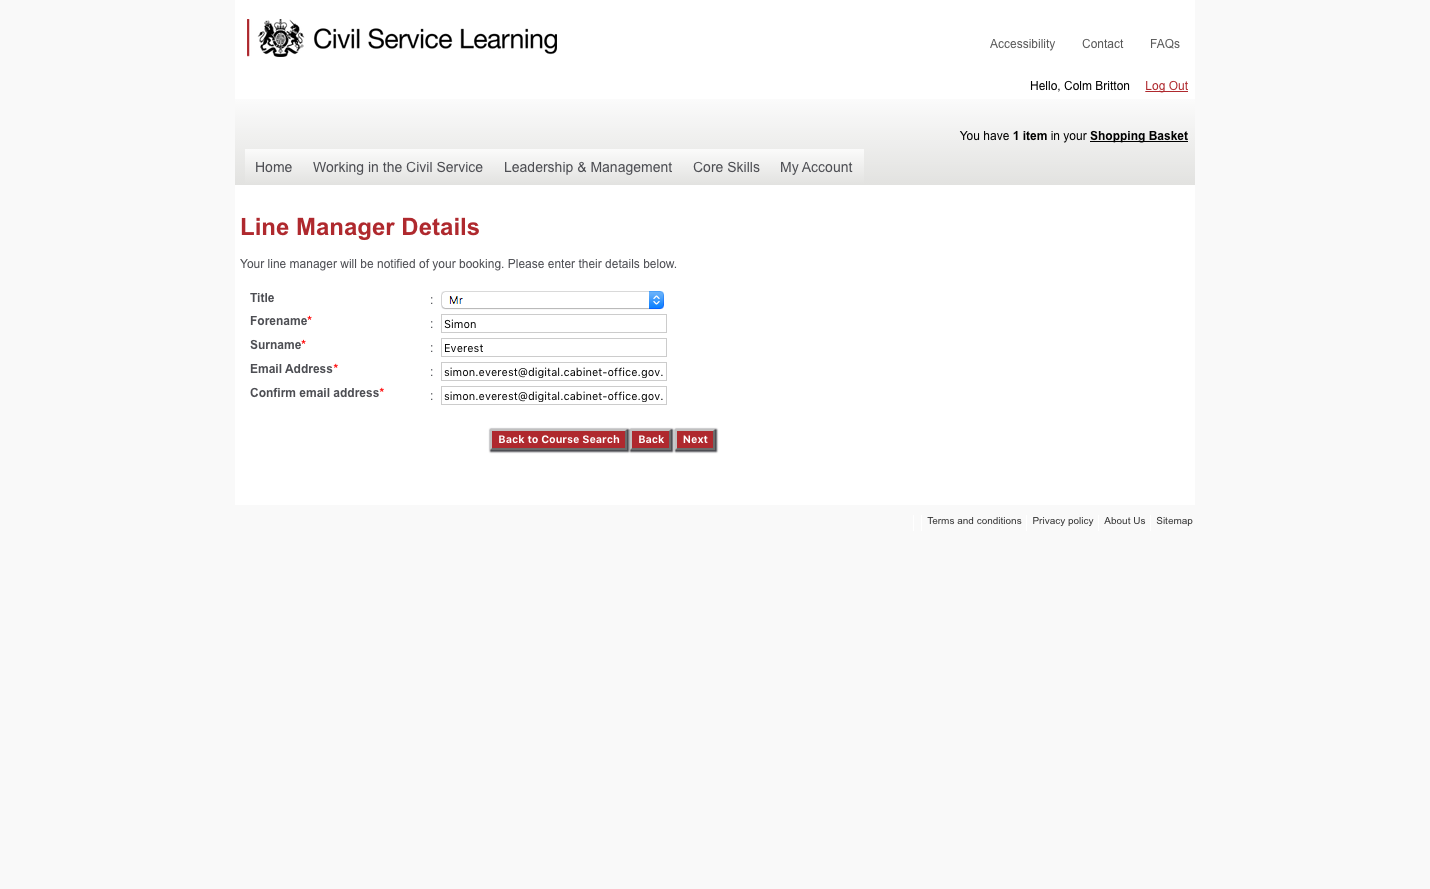 Civil Service Learning
Accessibility Contact FAQs
Hello, Colm Britton Log Out
You have 1 item in your Shopping Basket
Home Working in the Civil Service Leadership & Management Core Skills My Account
Line Manager Details
Your line manager will be notified of your booking. Please enter their details below.
Title : Mr
Forename* : Simon
Surname* : Everest
Email Address* : simon.everest@digital.cabinet-office.gov.
Confirm email address* : simon.everest@digital.cabinet-office.gov.
Back to Course Search Back Next
Terms and conditions Privacy policy About Us Sitemap